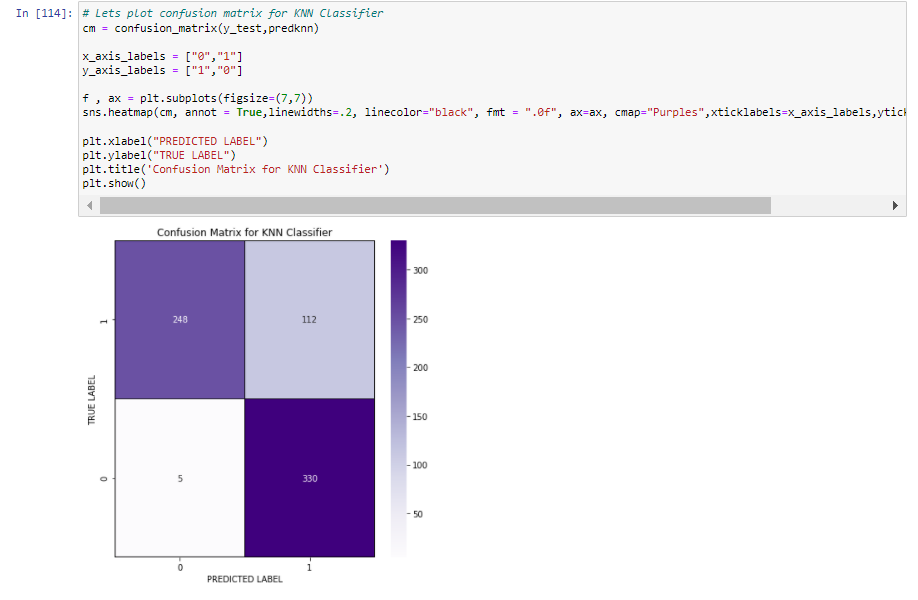 In [114]: # Lets plot confusion matrix for KNN Classifier
cm = confusion_matrix(y_test,predknn)
x_axis_labels = ["0","1"]
y_axis_labels = ["1","0"]
f , ax = plt.subplots(figsize=(7,7))
sns.heatmap(cm, annot = True,linewidths=.2, linecolor="black", fmt = ".0f", ax=ax, cmap="Purples",xticklabels=x_axis_labels,ytick
plt.xlabel("PREDICTED LABEL")
plt.ylabel("TRUE LABEL")
plt.title('Confusion Matrix for KNN Classifier')
plt.show()
Confusion Matrix for KNN Classifier
248 112
5 330
1
0
TRUE LABEL
0 1
PREDICTED LABEL
300
250
200
150
100
50